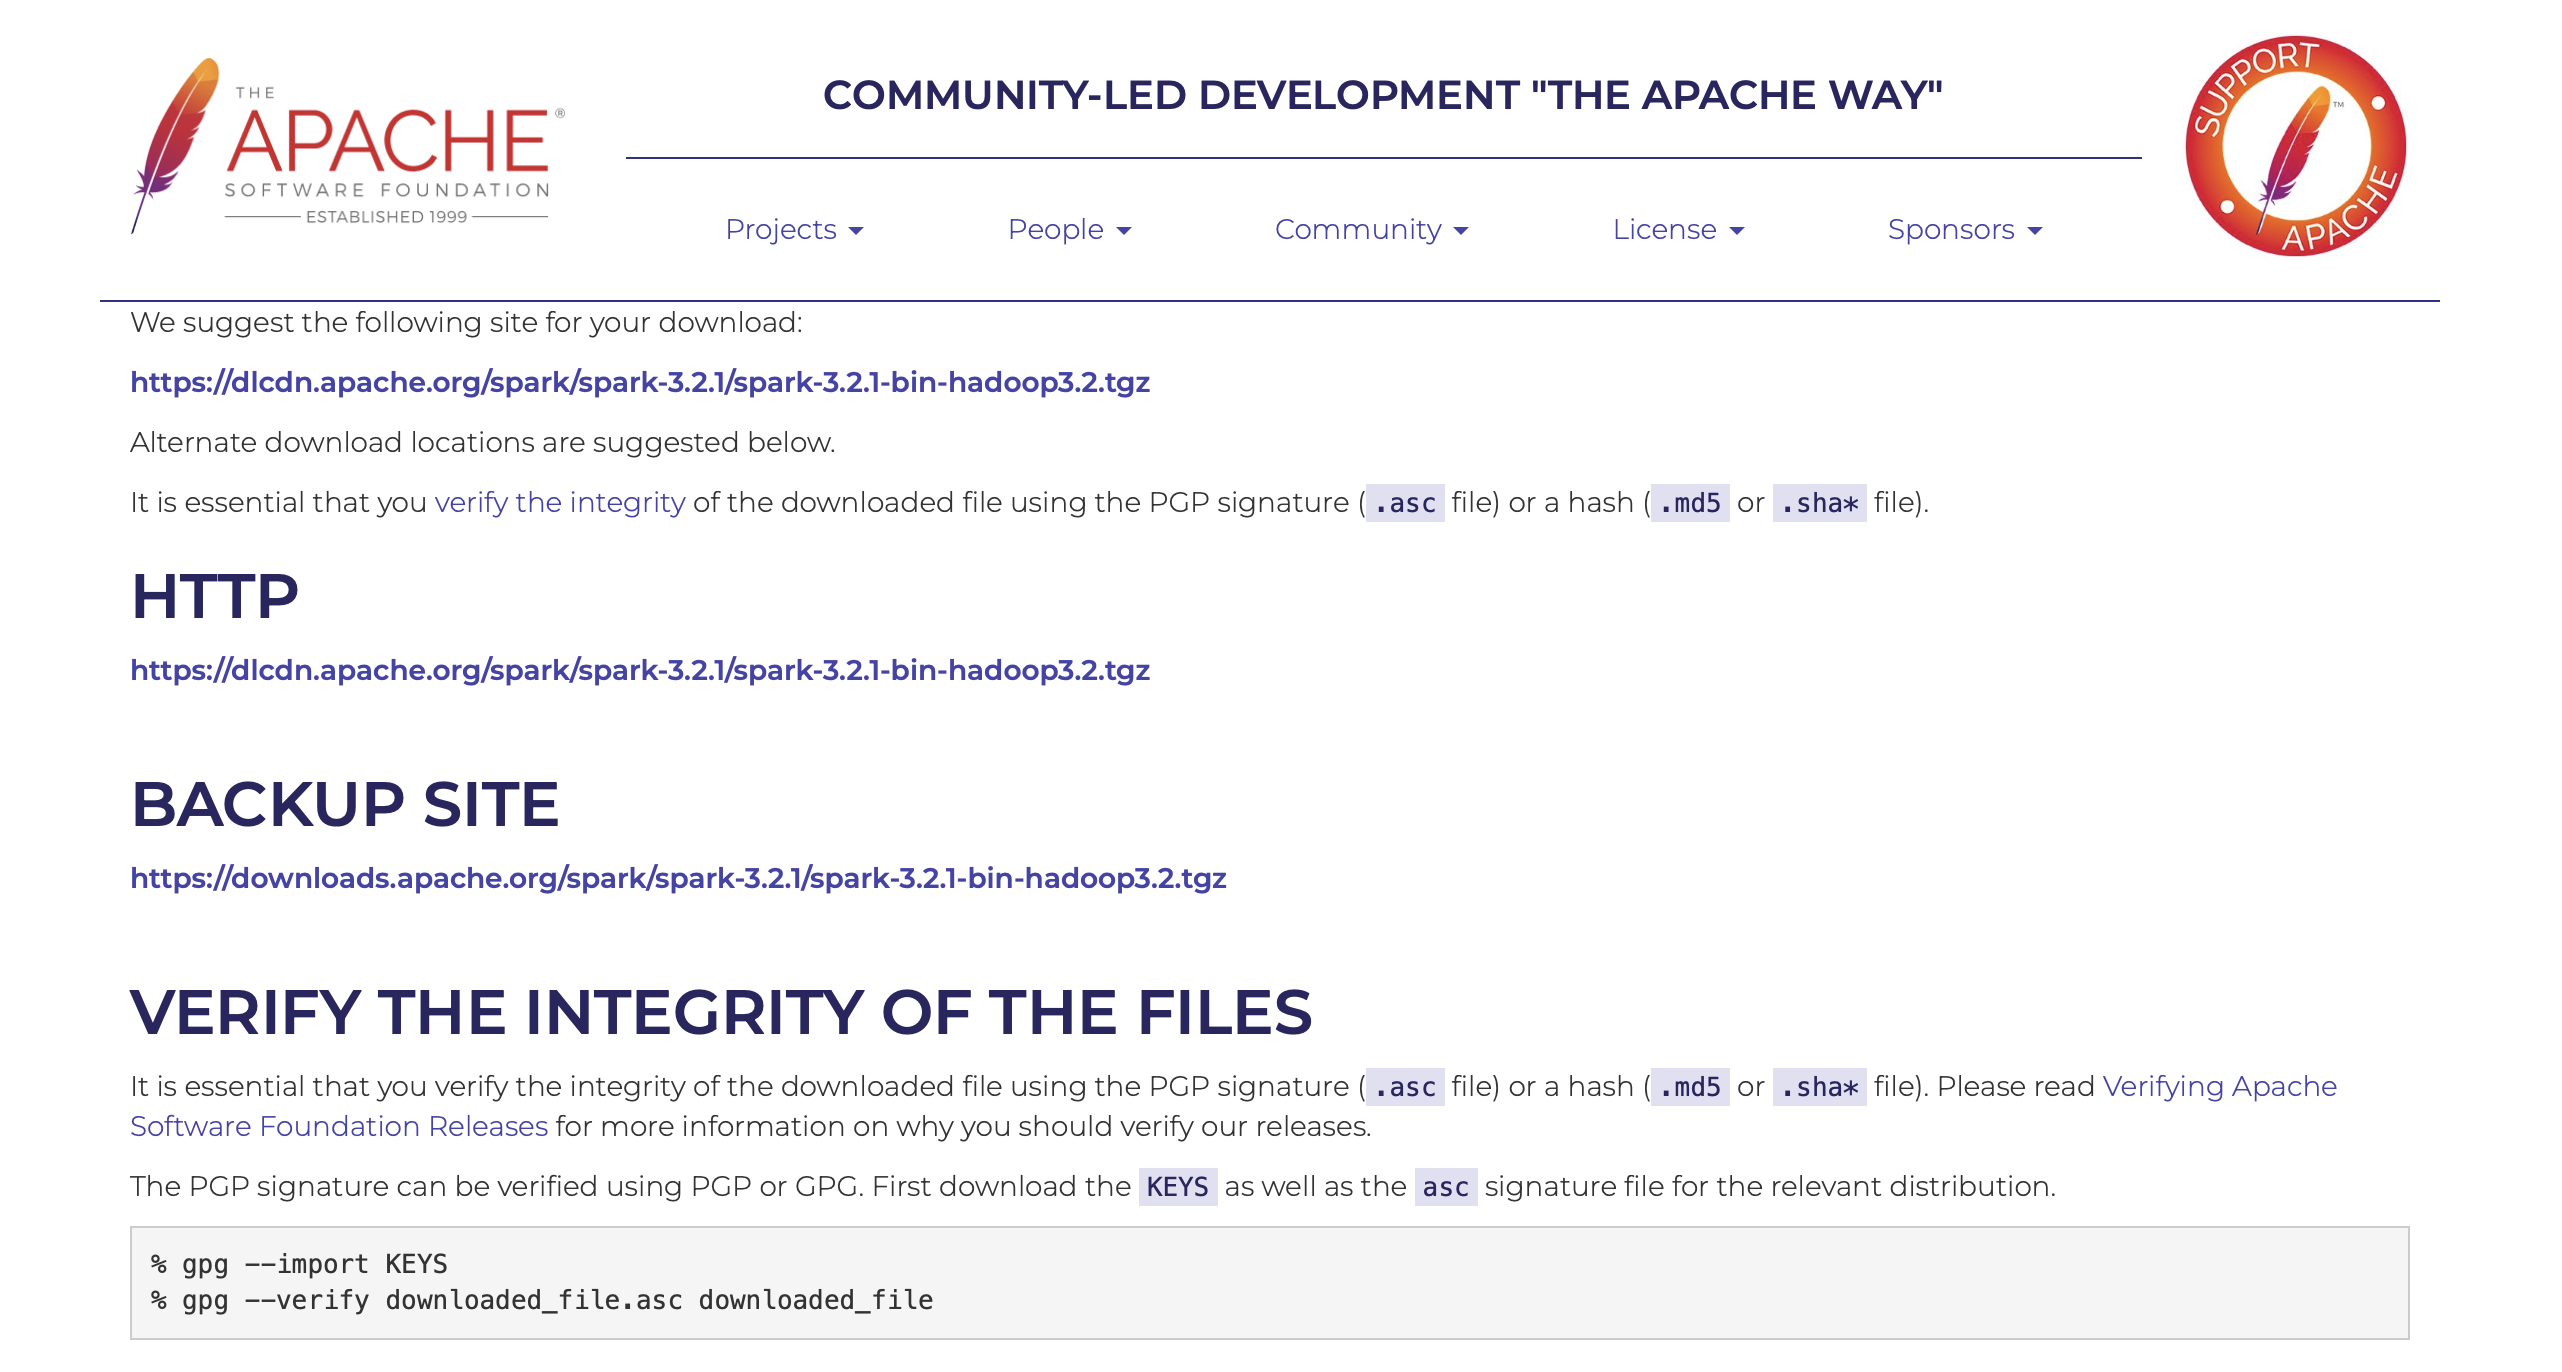 THE
APACHE®
SOFTWARE FOUNDATION
ESTABLISHED 1999
COMMUNITY-LED DEVELOPMENT "THE APACHE WAY"
Projects
People
Community
License
Sponsors
SUPPORT
APACHE
TM
We suggest the following site for your download:
https://dlcdn.apache.org/spark/spark-3.2.1/spark-3.2.1-bin-hadoop3.2.tgz
Alternate download locations are suggested below.
It is essential that you verify the integrity of the downloaded file using the PGP signature ( .asc file) or a hash ( .md5 or .sha* file).
HTTP
https://dlcdn.apache.org/spark/spark-3.2.1/spark-3.2.1-bin-hadoop3.2.tgz
BACKUP SITE
https://downloads.apache.org/spark/spark-3.2.1/spark-3.2.1-bin-hadoop3.2.tgz
VERIFY THE INTEGRITY OF THE FILES
It is essential that you verify the integrity of the downloaded file using the PGP signature ( .asc file) or a hash ( .md5 or .sha* file). Please read Verifying Apache
Software Foundation Releases for more information on why you should verify our releases.
The PGP signature can be verified using PGP or GPG. First download the KEYS as well as the asc signature file for the relevant distribution.
% gpg --import KEYS
% gpg --verify downloaded_file.asc downloaded_file